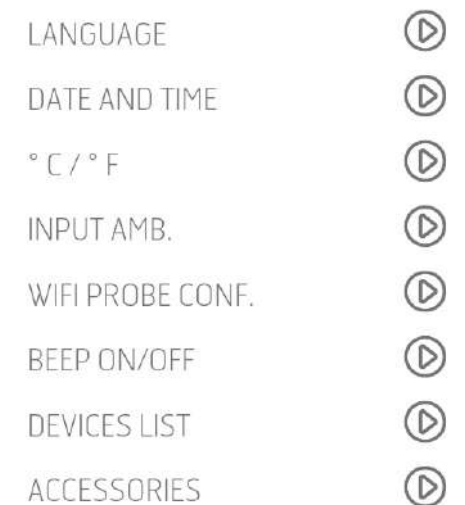 LANGUAGE
DATE AND TIME
° C / ° F
INPUT AMB.
WIFI PROBE CONF.
BEEP ON/OFF
DEVICES LIST
ACCESSORIES